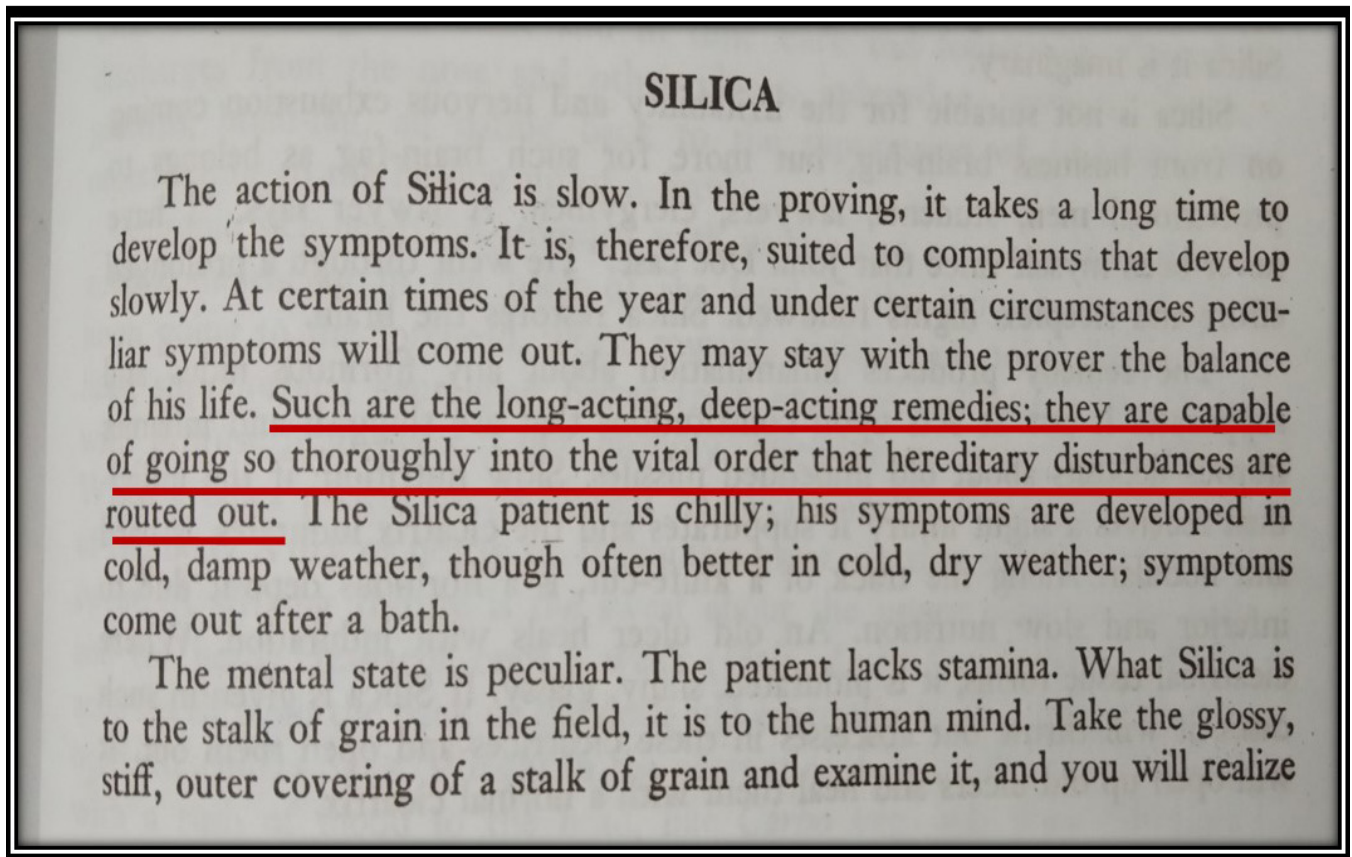 SILICA
The action of Silica is slow. In the proving, it takes a long time to
develop the symptoms. It is, therefore, suited to complaints that develop
slowly. At certain times of the year and under certain circumstances pecu-
liar symptoms will come out. They may stay with the prover the balance
of his life. Such are the long-acting, deep-acting remedies; they are capable
of going so thoroughly into the vital order that hereditary disturbances are
routed out. The Silica patient is chilly; his symptoms are developed in
cold, damp weather, though often better in cold, dry weather; symptoms
come out after a bath.
The mental state is peculiar. The patient lacks stamina. What Silica is
to the stalk of grain in the field, it is to the human mind. Take the glossy,
stiff, outer covering of a stalk of grain and examine it, and you will realize